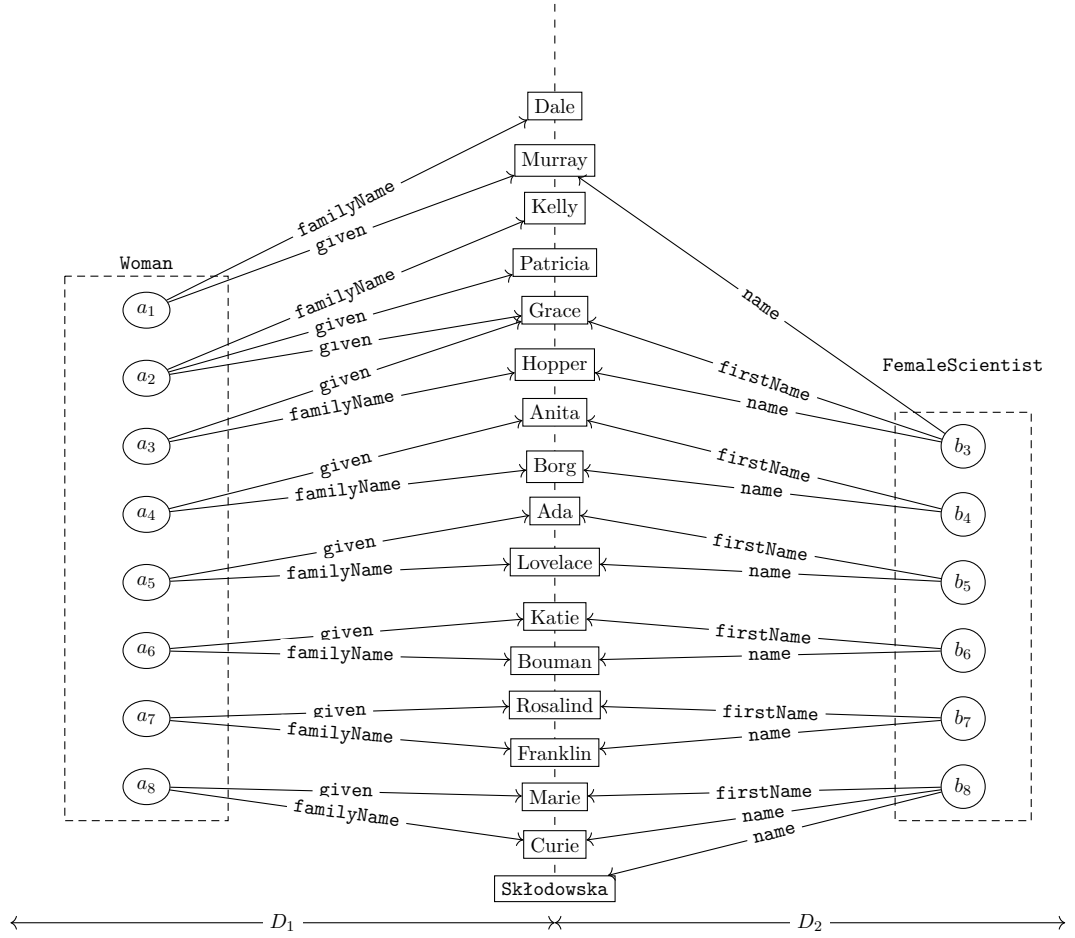 Dale
Murray
familyName
Kelly
given
Woman
Patricia
familyName
given
a1
Grace
name
given
Hopper
FemaleScientist
a2
firstName
given
name
familyName
Anita
a3
b3
given
Borg
firstName
familyName
name
a4
Ada
b4
given
firstName
familyName
Lovelace
name
a5
b5
Katie
given
firstName
a6
familyName
Bouman
name
b6
Rosalind
given
firstName
a7
familyName
name
b7
Franklin
a8
given
Marie
firstName
b8
familyName
name
Curie
name
Skłodowska
D1
D2